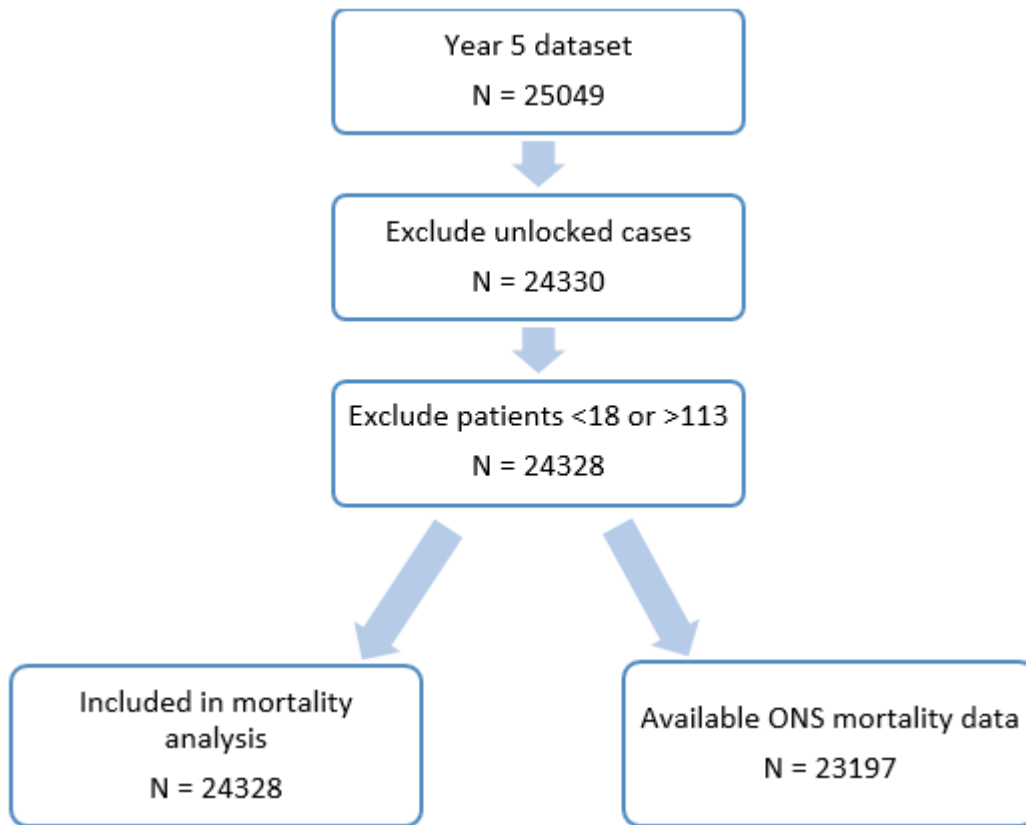 Year 5 dataset
N = 25049
Exclude unlocked cases
N = 24330
Exclude patients <18 or >113
N = 24328
Included in mortality
analysis
N = 24328
Available ONS mortality data
N = 23197